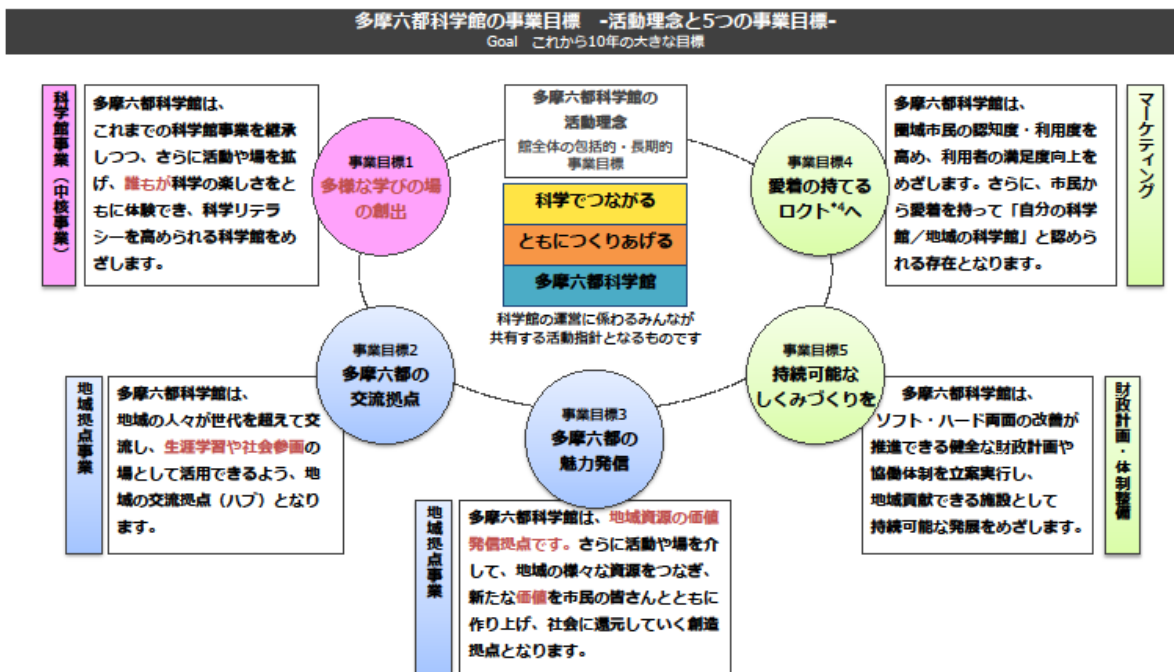 多摩六都科学館の事業目標　-活動理念と5つの事業目標-
Goal　これから10年の大きな目標
科学館事業（中核事業）
多摩六都科学館は、
これまでの科学館事業を継承
しつつ、さらに活動や場を拡
げ、誰もが科学の楽しさをと
もに体験でき、科学リテラ
シーを高められる科学館をめ
ざします。
事業目標1
多様な学びの場
の創出
多摩六都科学館の
活動理念
館全体の包括的・長期的
事業目標
科学でつながる
ともにつくりあげる
多摩六都科学館
科学館の運営に係わるみんなが
共有する活動指針となるものです
事業目標4
愛着の持てる
ロクト*4へ
多摩六都科学館は、
圏域市民の認知度・利用度を
高め、利用者の満足度向上を
めざします。さらに、市民か
ら愛着を持って「自分の科学
館／地域の科学館」と認めら
れる存在となります。
マーケティング
地域拠点事業
多摩六都科学館は、
地域の人々が世代を超えて交
流し、生涯学習や社会参画の
場として活用できるよう、地
域の交流拠点（ハブ）となり
ます。
事業目標2
多摩六都の
交流拠点
事業目標3
多摩六都の
魅力発信
地域拠点事業
多摩六都科学館は、地域資源の価値
発信拠点です。さらに活動や場を介
して、地域の様々な資源をつなぎ、
新たな価値を市民の皆さんとともに
作り上げ、社会に還元していく創造
拠点となります。
事業目標5
持続可能な
しくみづくりを
多摩六都科学館は、
ソフト・ハード両面の改善が
推進できる健全な財政計画や
協働体制を立案実行し、
地域貢献できる施設として
持続可能な発展をめざします。
財政計画・体制整備